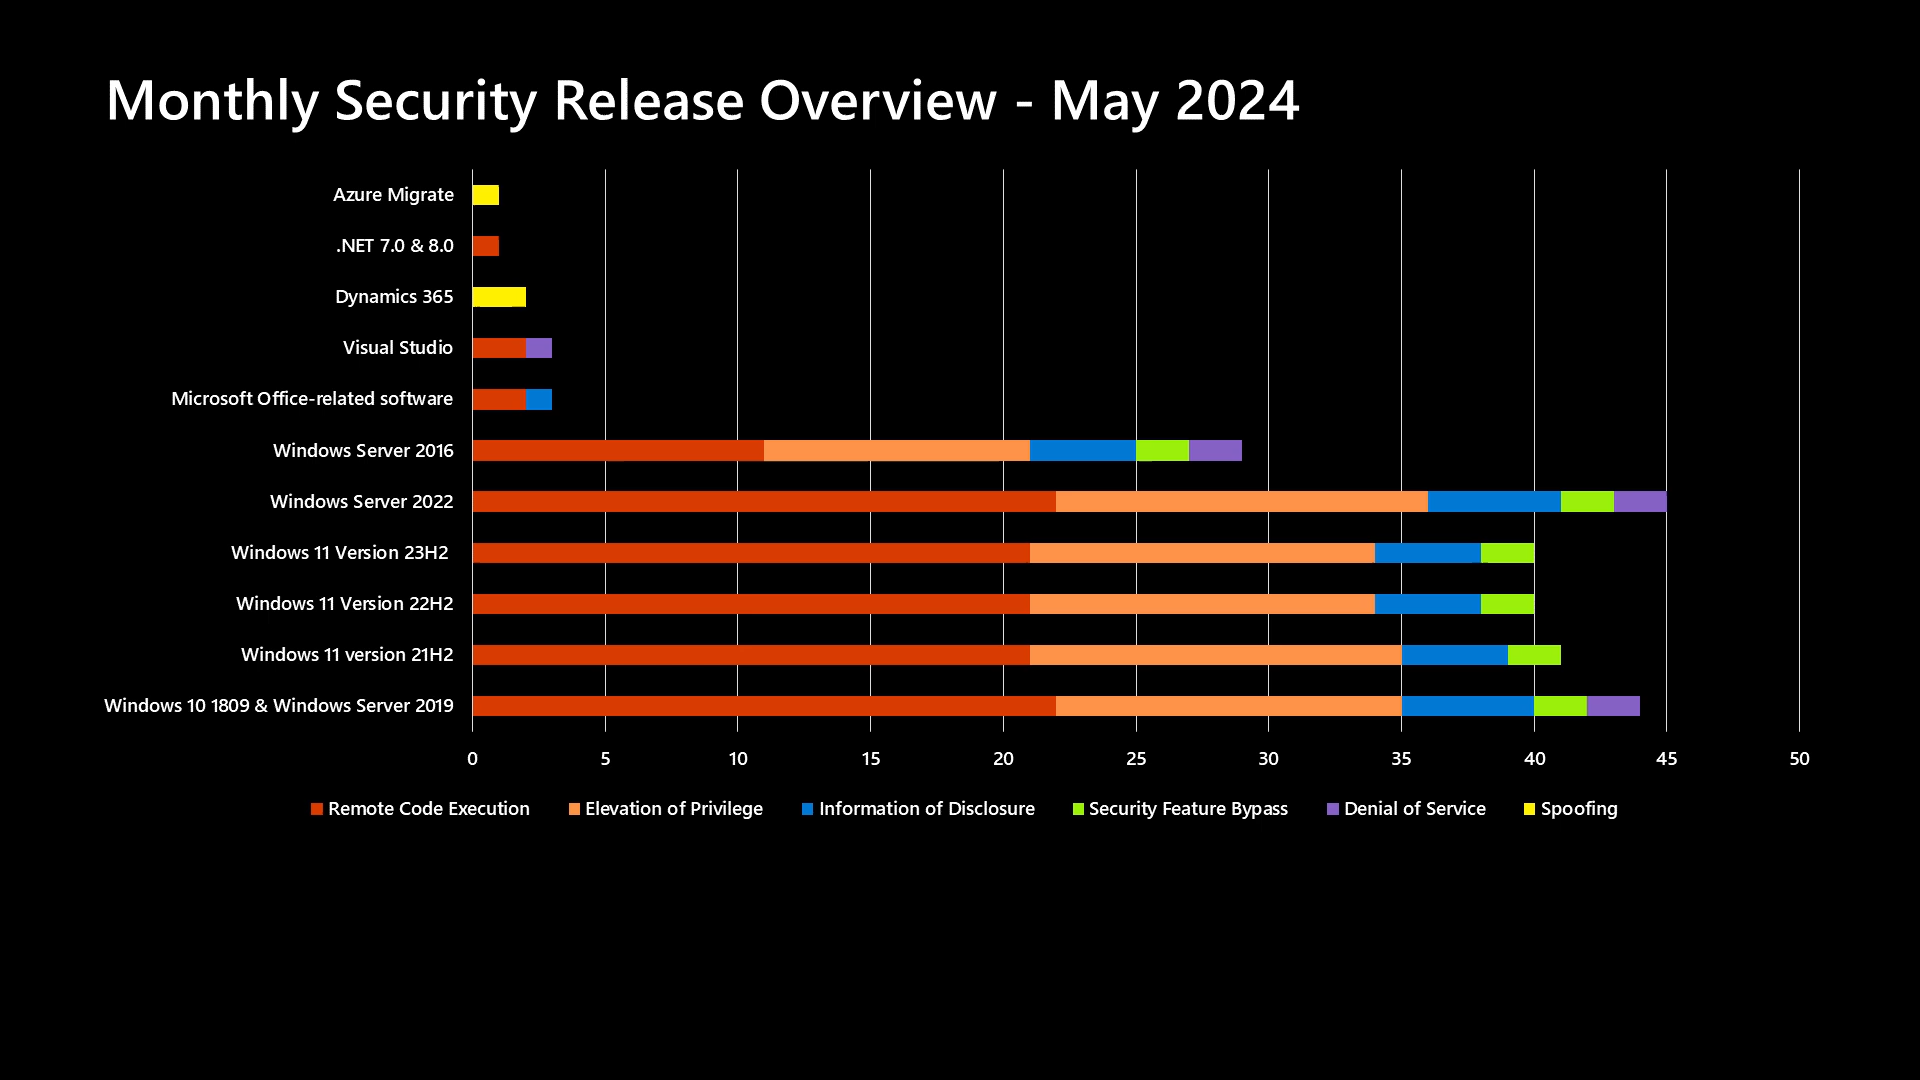 Monthly Security Release Overview - May 2024
Azure Migrate
.NET 7.0 & 8.0
Dynamics 365
Visual Studio
Microsoft Office-related software
Windows Server 2016
Windows Server 2022
Windows 11 Version 23H2
Windows 11 Version 22H2
Windows 11 version 21H2
Windows 10 1809 & Windows Server 2019
0 5 10 15 20 25 30 35 40 45 50
Remote Code Execution Elevation of Privilege Information of Disclosure Security Feature Bypass Denial of Service Spoofing